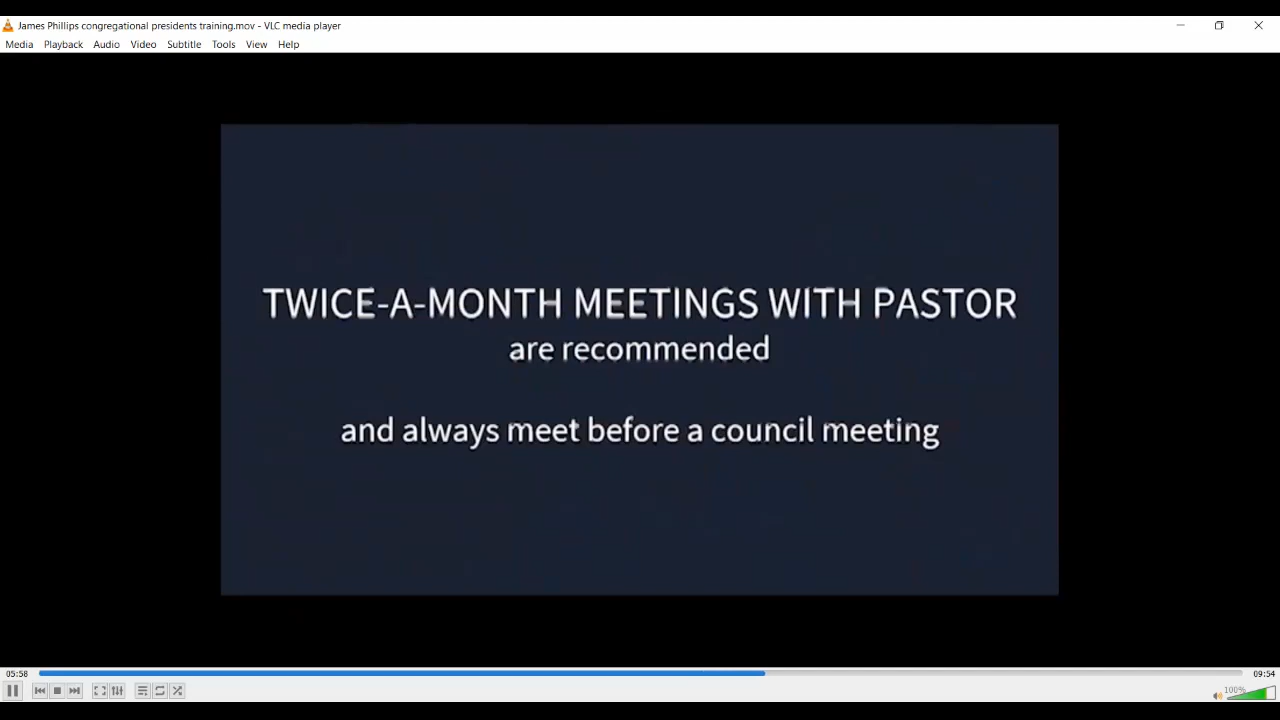 James Phillips congregational presidents training.mov - VLC media player
Media Playback Audio Video Subtitle Tools View Help
TWICE-A-MONTH MEETINGS WITH PASTOR
are recommended
and always meet before a council meeting
05:58
09:54
100%